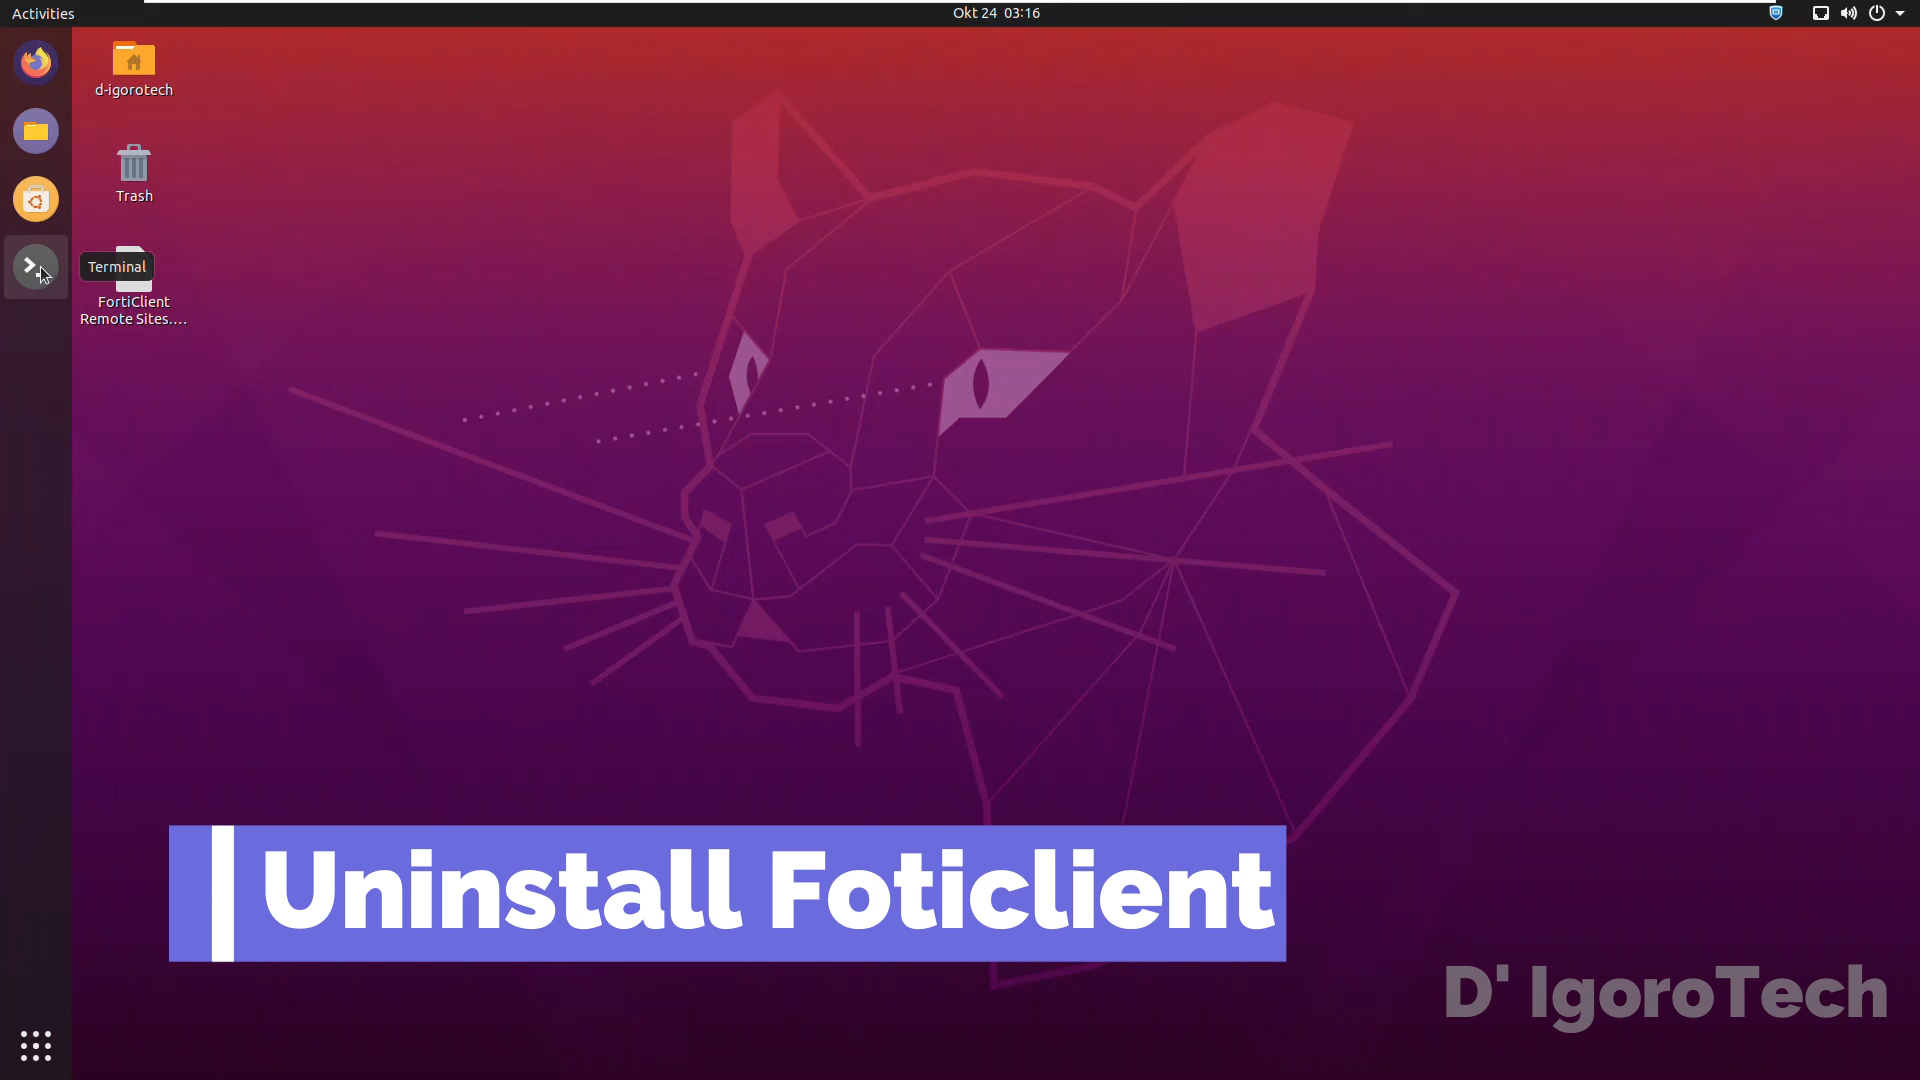 Activities
Okt 24 03:16
d-igorotech
Trash
Terminal
FortiClient
Remote Sites....
Uninstall Foticlient
D' IgoroTech